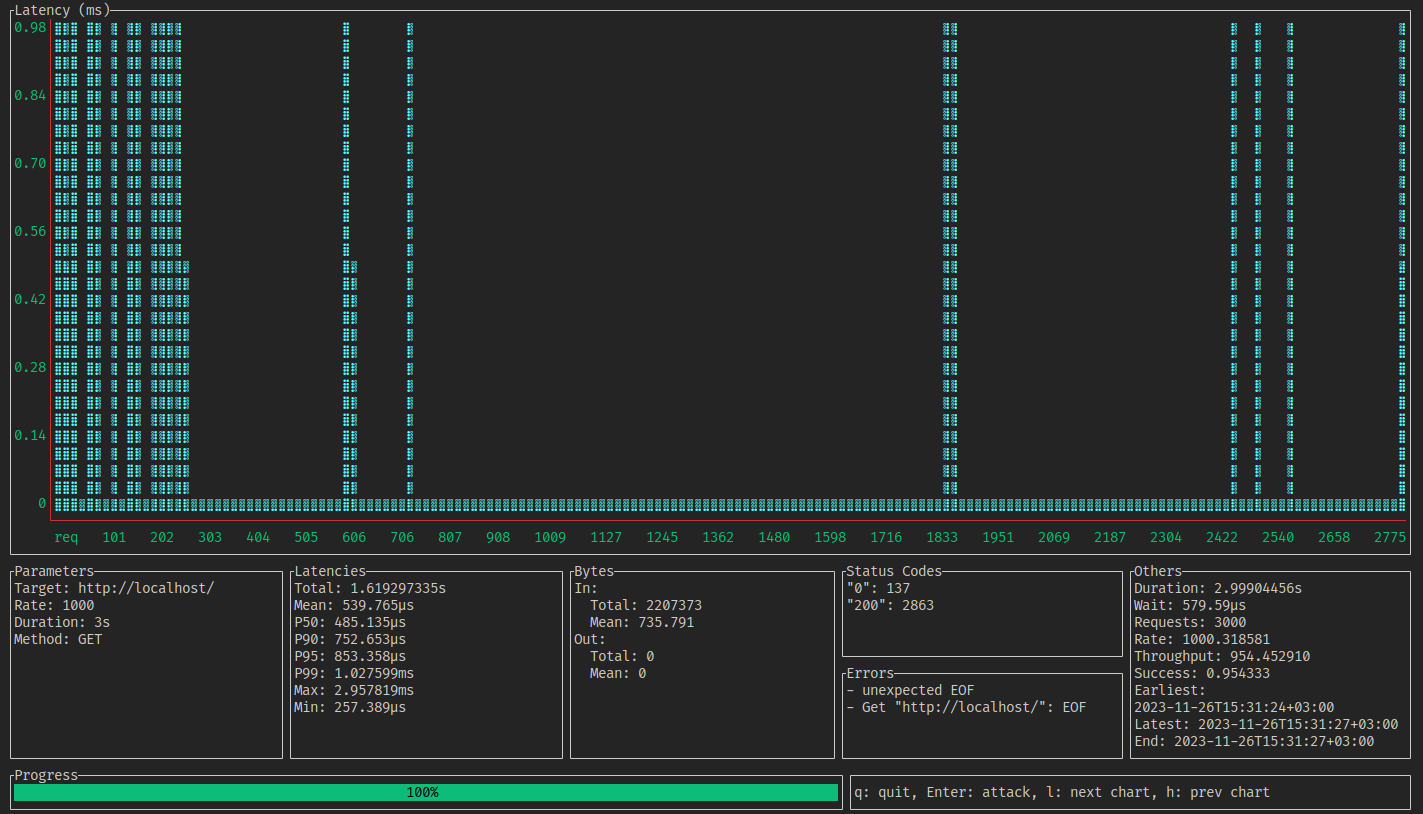 Latency (ms)
0.98
0.84
0.70
0.56
0.42
0.28
0.14
0
req 101 202 303 404 505 606 706 807 908 1009 1127 1245 1362 1480 1598 1716 1833 1951 2069 2187 2304 2422 2540 2658 2775
Parameters
Target: http://localhost/
Rate: 1000
Duration: 3s
Method: GET
Latencies
Total: 1.619297335s
Mean: 539.765µs
P50: 485.135µs
P90: 752.653µs
P95: 853.358µs
P99: 1.027599ms
Max: 2.957819ms
Min: 257.389µs
Bytes
In:
Total: 2207373
Mean: 735.791
Out:
Total: 0
Mean: 0
Status Codes
"0": 137
"200": 2863
Errors
- unexpected EOF
- Get "http://localhost/": EOF
Others
Duration: 2.99904456s
Wait: 579.59µs
Requests: 3000
Rate: 1000.318581
Throughput: 954.452910
Success: 0.954333
Earliest:
2023-11-26T15:31:24+03:00
Latest: 2023-11-26T15:31:27+03:00
End: 2023-11-26T15:31:27+03:00
Progress
100%
q: quit, Enter: attack, l: next chart, h: prev chart